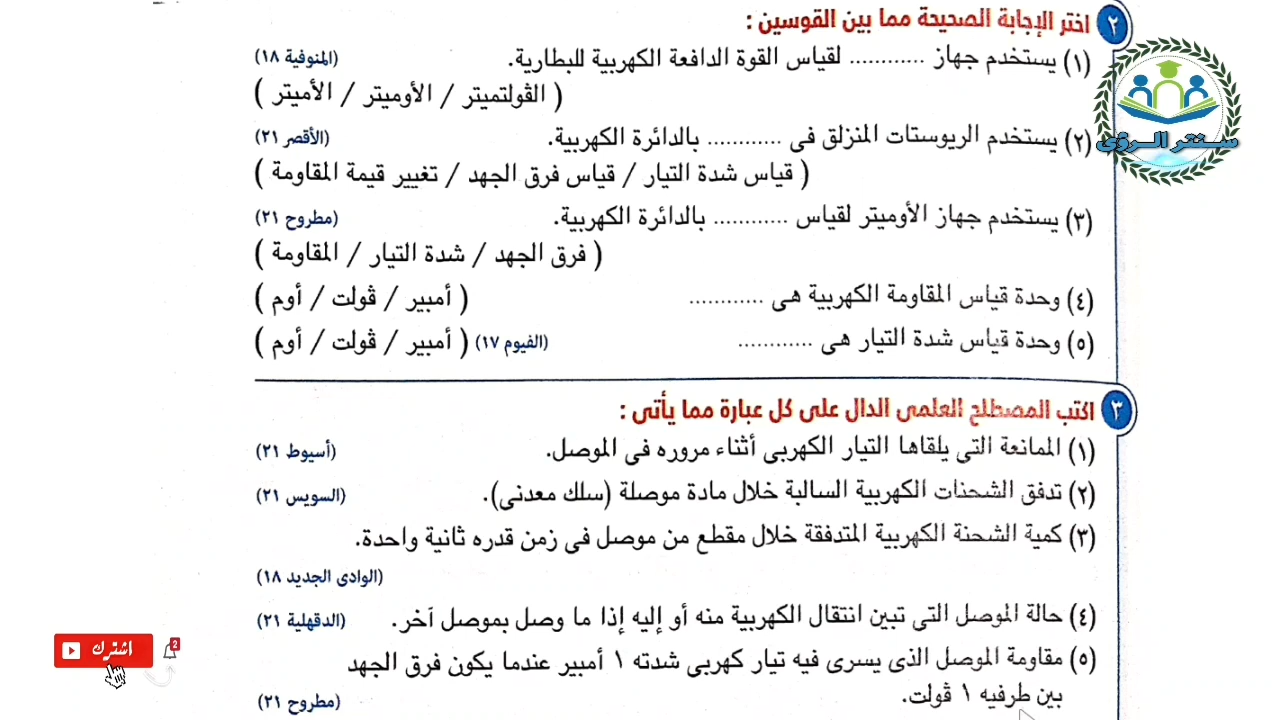 ٢ اختر الإجابة الصحيحة مما بين القوسين :
(١) يستخدم جهاز ............ لقياس القوة الدافعة الكهربية للبطارية. (المنوفية ١٨)
( الڤولتميتر / الأوميتر / الأميتر )
(٢) يستخدم الريوستات المنزلق فى ............ بالدائرة الكهربية. (الأقصر ٢١)
( قياس شدة التيار / قياس فرق الجهد / تغيير قيمة المقاومة )
(٣) يستخدم جهاز الأوميتر لقياس ............ بالدائرة الكهربية. (مطروح ٢١)
( فرق الجهد / شدة التيار / المقاومة )
(٤) وحدة قياس المقاومة الكهربية هى ............ ( أمبير / ڤولت / أوم )
(٥) وحدة قياس شدة التيار هى ............ (الفيوم ١٧) ( أمبير / ڤولت / أوم )
٣ اكتب المصطلح العلمى الدال على كل عبارة مما يأتى :
(١) الممانعة التى يلقاها التيار الكهربى أثناء مروره فى الموصل. (أسيوط ٢١)
(٢) تدفق الشحنات الكهربية السالبة خلال مادة موصلة (سلك معدنى). (السويس ٢١)
(٣) كمية الشحنة الكهربية المتدفقة خلال مقطع من موصل فى زمن قدره ثانية واحدة.
(الوادى الجديد ١٨)
(٤) حالة الموصل التى تبين انتقال الكهربية منه أو إليه إذا ما وصل بموصل آخر. (الدقهلية ٢١)
(٥) مقاومة الموصل الذى يسرى فيه تيار كهربى شدته ١ أمبير عندما يكون فرق الجهد
بين طرفيه ١ ڤولت. (مطروح ٢١)
سنتر الرؤى
اشترك
2